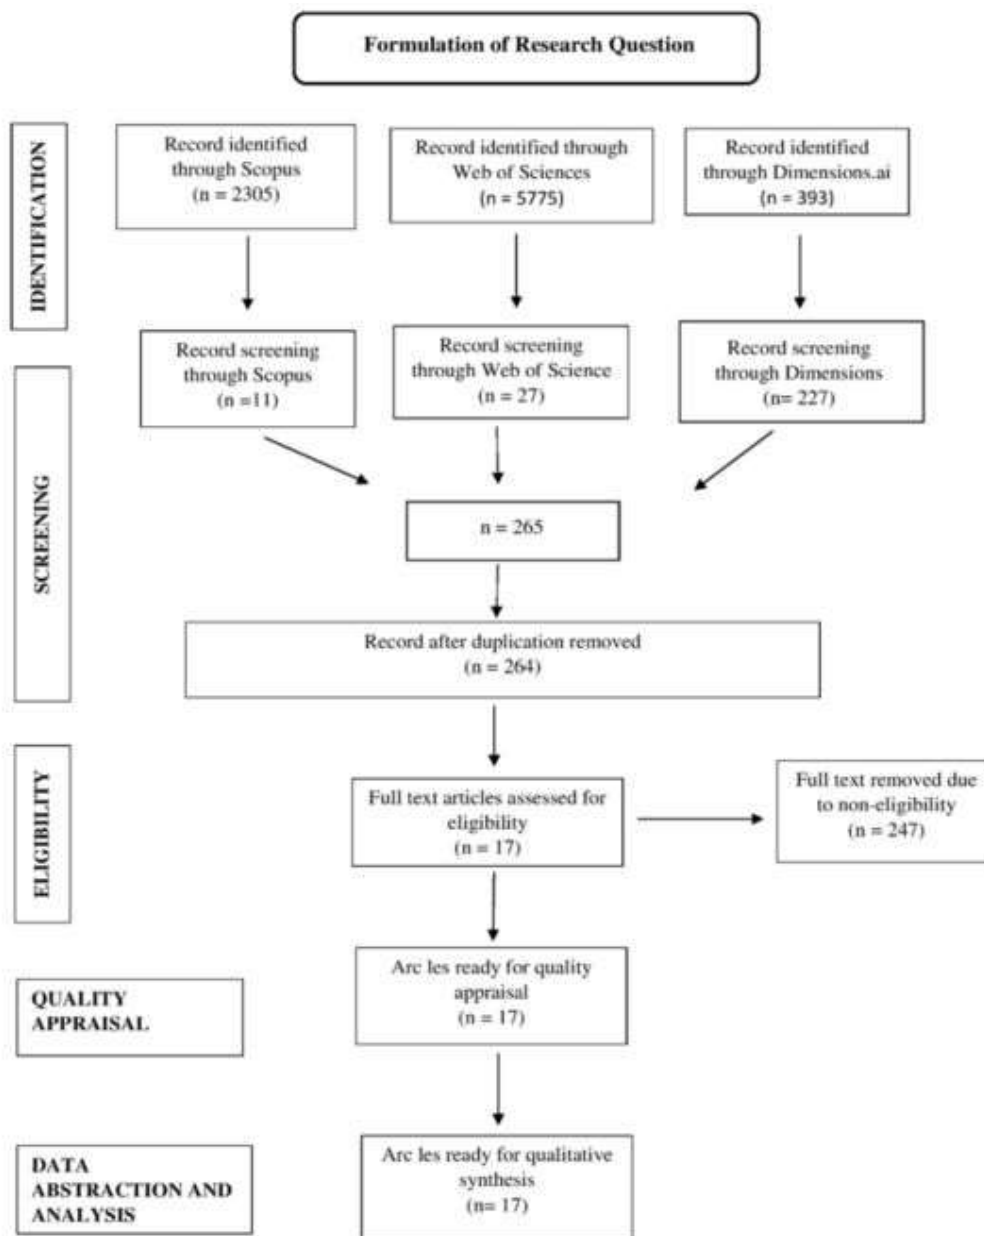 Formulation of Research Question
IDENTIFICATION
Record identified
through Scopus
(n = 2305)
Record identified through
Web of Sciences
(n = 5775)
Record identified
through Dimensions.ai
(n = 393)
Record screening
through Scopus
(n =11)
Record screening
through Web of Science
(n = 27)
Record screening
through Dimensions
(n= 227)
SCREENING
n = 265
Record after duplication removed
(n = 264)
ELIGIBILITY
Full text articles assessed for
eligibility
(n = 17)
Full text removed due
to non-eligibility
(n = 247)
QUALITY
APPRAISAL
Arc les ready for quality
appraisal
(n = 17)
DATA
ABSTRACTION AND
ANALYSIS
Arc les ready for qualitative
synthesis
(n= 17)